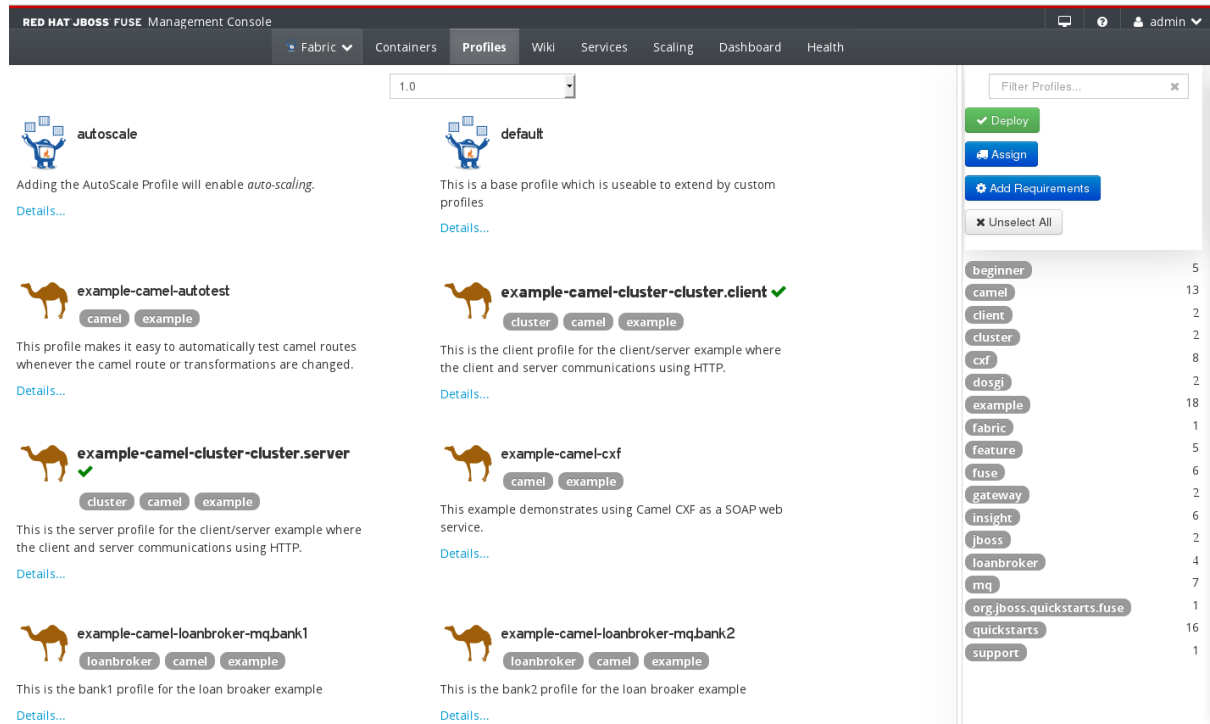 RED HAT JBOSS FUSE Management Console
admin
Fabric Containers Profiles Wiki Services Scaling Dashboard Health
1.0
autoscale
Adding the AutoScale Profile will enable auto-scaling.
Details...
default
This is a base profile which is useable to extend by custom
profiles
Details...
example-camel-autotest
camel example
This profile makes it easy to automatically test camel routes
whenever the camel route or transformations are changed.
Details...
example-camel-cluster-cluster.client
cluster camel example
This is the client profile for the client/server example where
the client and server communications using HTTP.
Details...
example-camel-cluster-cluster.server
cluster camel example
This is the server profile for the client/server example where
the client and server communications using HTTP.
Details...
example-camel-cxf
camel example
This example demonstrates using Camel CXF as a SOAP web
service.
Details...
example-camel-loanbroker-mq.bank1
loanbroker camel example
This is the bank1 profile for the loan broaker example
Details...
example-camel-loanbroker-mq.bank2
loanbroker camel example
This is the bank2 profile for the loan broaker example
Details...
Filter Profiles...
Deploy
Assign
Add Requirements
Unselect All
beginner 5
camel 13
client 2
cluster 2
cxf 8
dosgi 2
example 18
fabric 1
feature 5
fuse 6
gateway 2
insight 6
jboss 2
loanbroker 4
mq 7
org.jboss.quickstarts.fuse 1
quickstarts 16
support 1